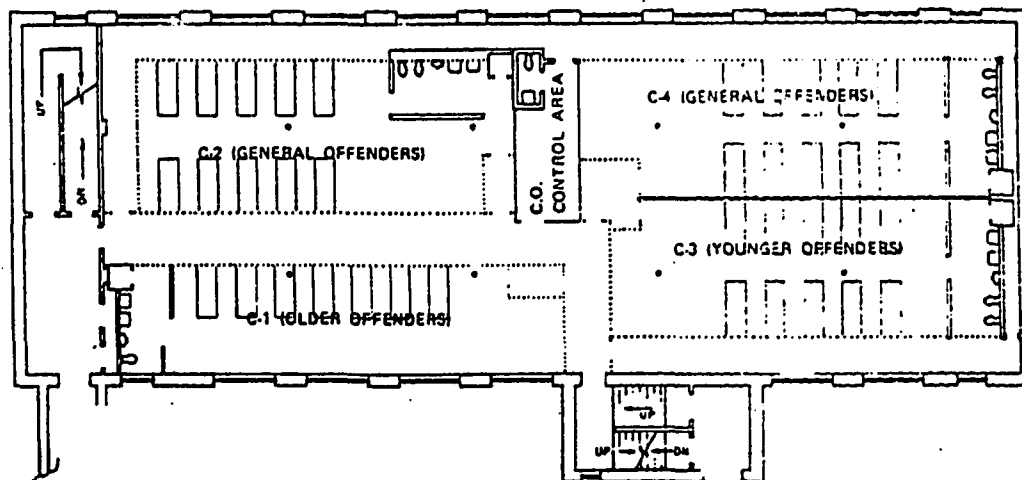 UP
DN
C-2 (GENERAL OFFENDERS)
C.O.
CONTROL AREA
C-4 (GENERAL OFFENDERS)
C-3 (YOUNGER OFFENDERS)
C-1 (OLDER OFFENDERS)
UP
UP
DN